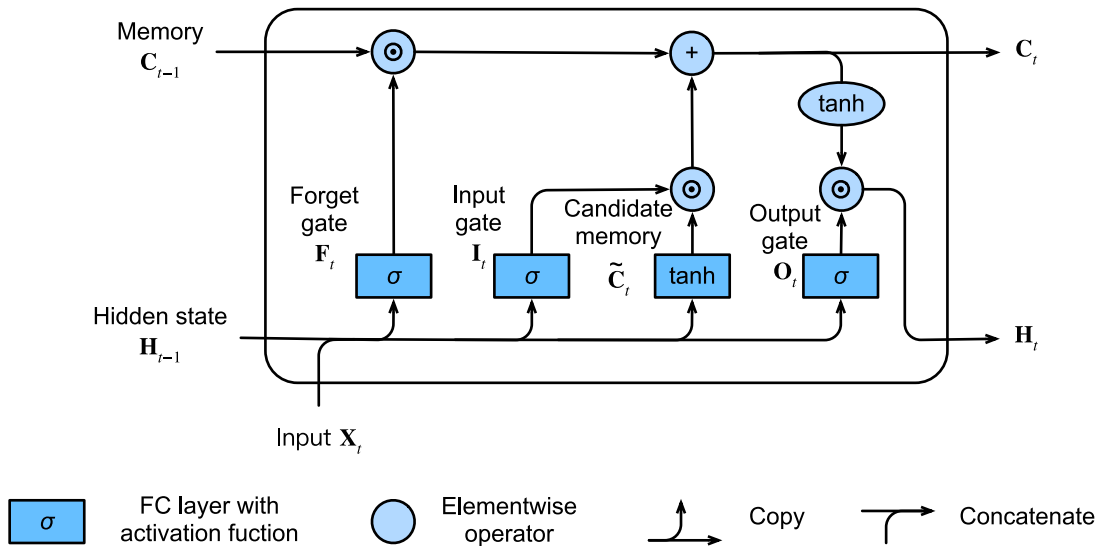 Memory
C_{t−1}
⊙
+
C_t
tanh
Forget
gate
F_t
σ
Input
gate
I_t
σ
⊙
Candidate
memory
C̃_t
tanh
⊙
Output
gate
O_t
σ
Hidden state
H_{t−1}
H_t
Input X_t
σ
FC layer with
activation fuction
Elementwise
operator
Copy
Concatenate